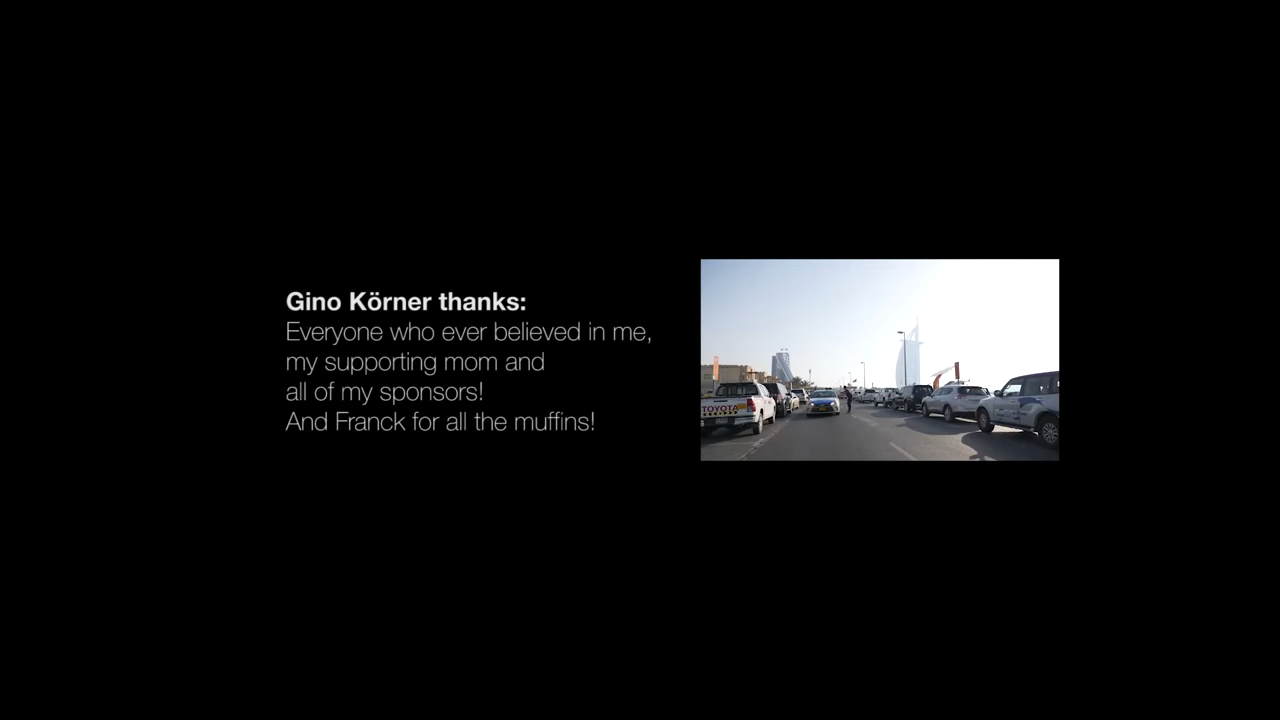 Gino Körner thanks:
Everyone who ever believed in me,
my supporting mom and
all of my sponsors!
And Franck for all the muffins!
TOYOTA